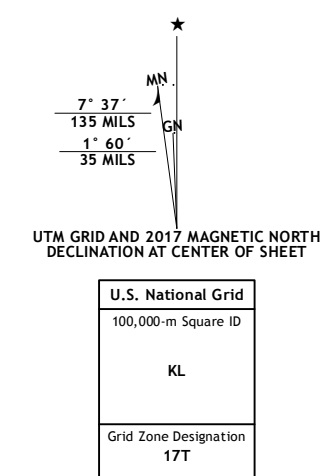 MN
7° 37´
135 MILS
GN
1° 60´
35 MILS
UTM GRID AND 2017 MAGNETIC NORTH
DECLINATION AT CENTER OF SHEET
U.S. National Grid
100,000-m Square ID
KL
Grid Zone Designation
17T